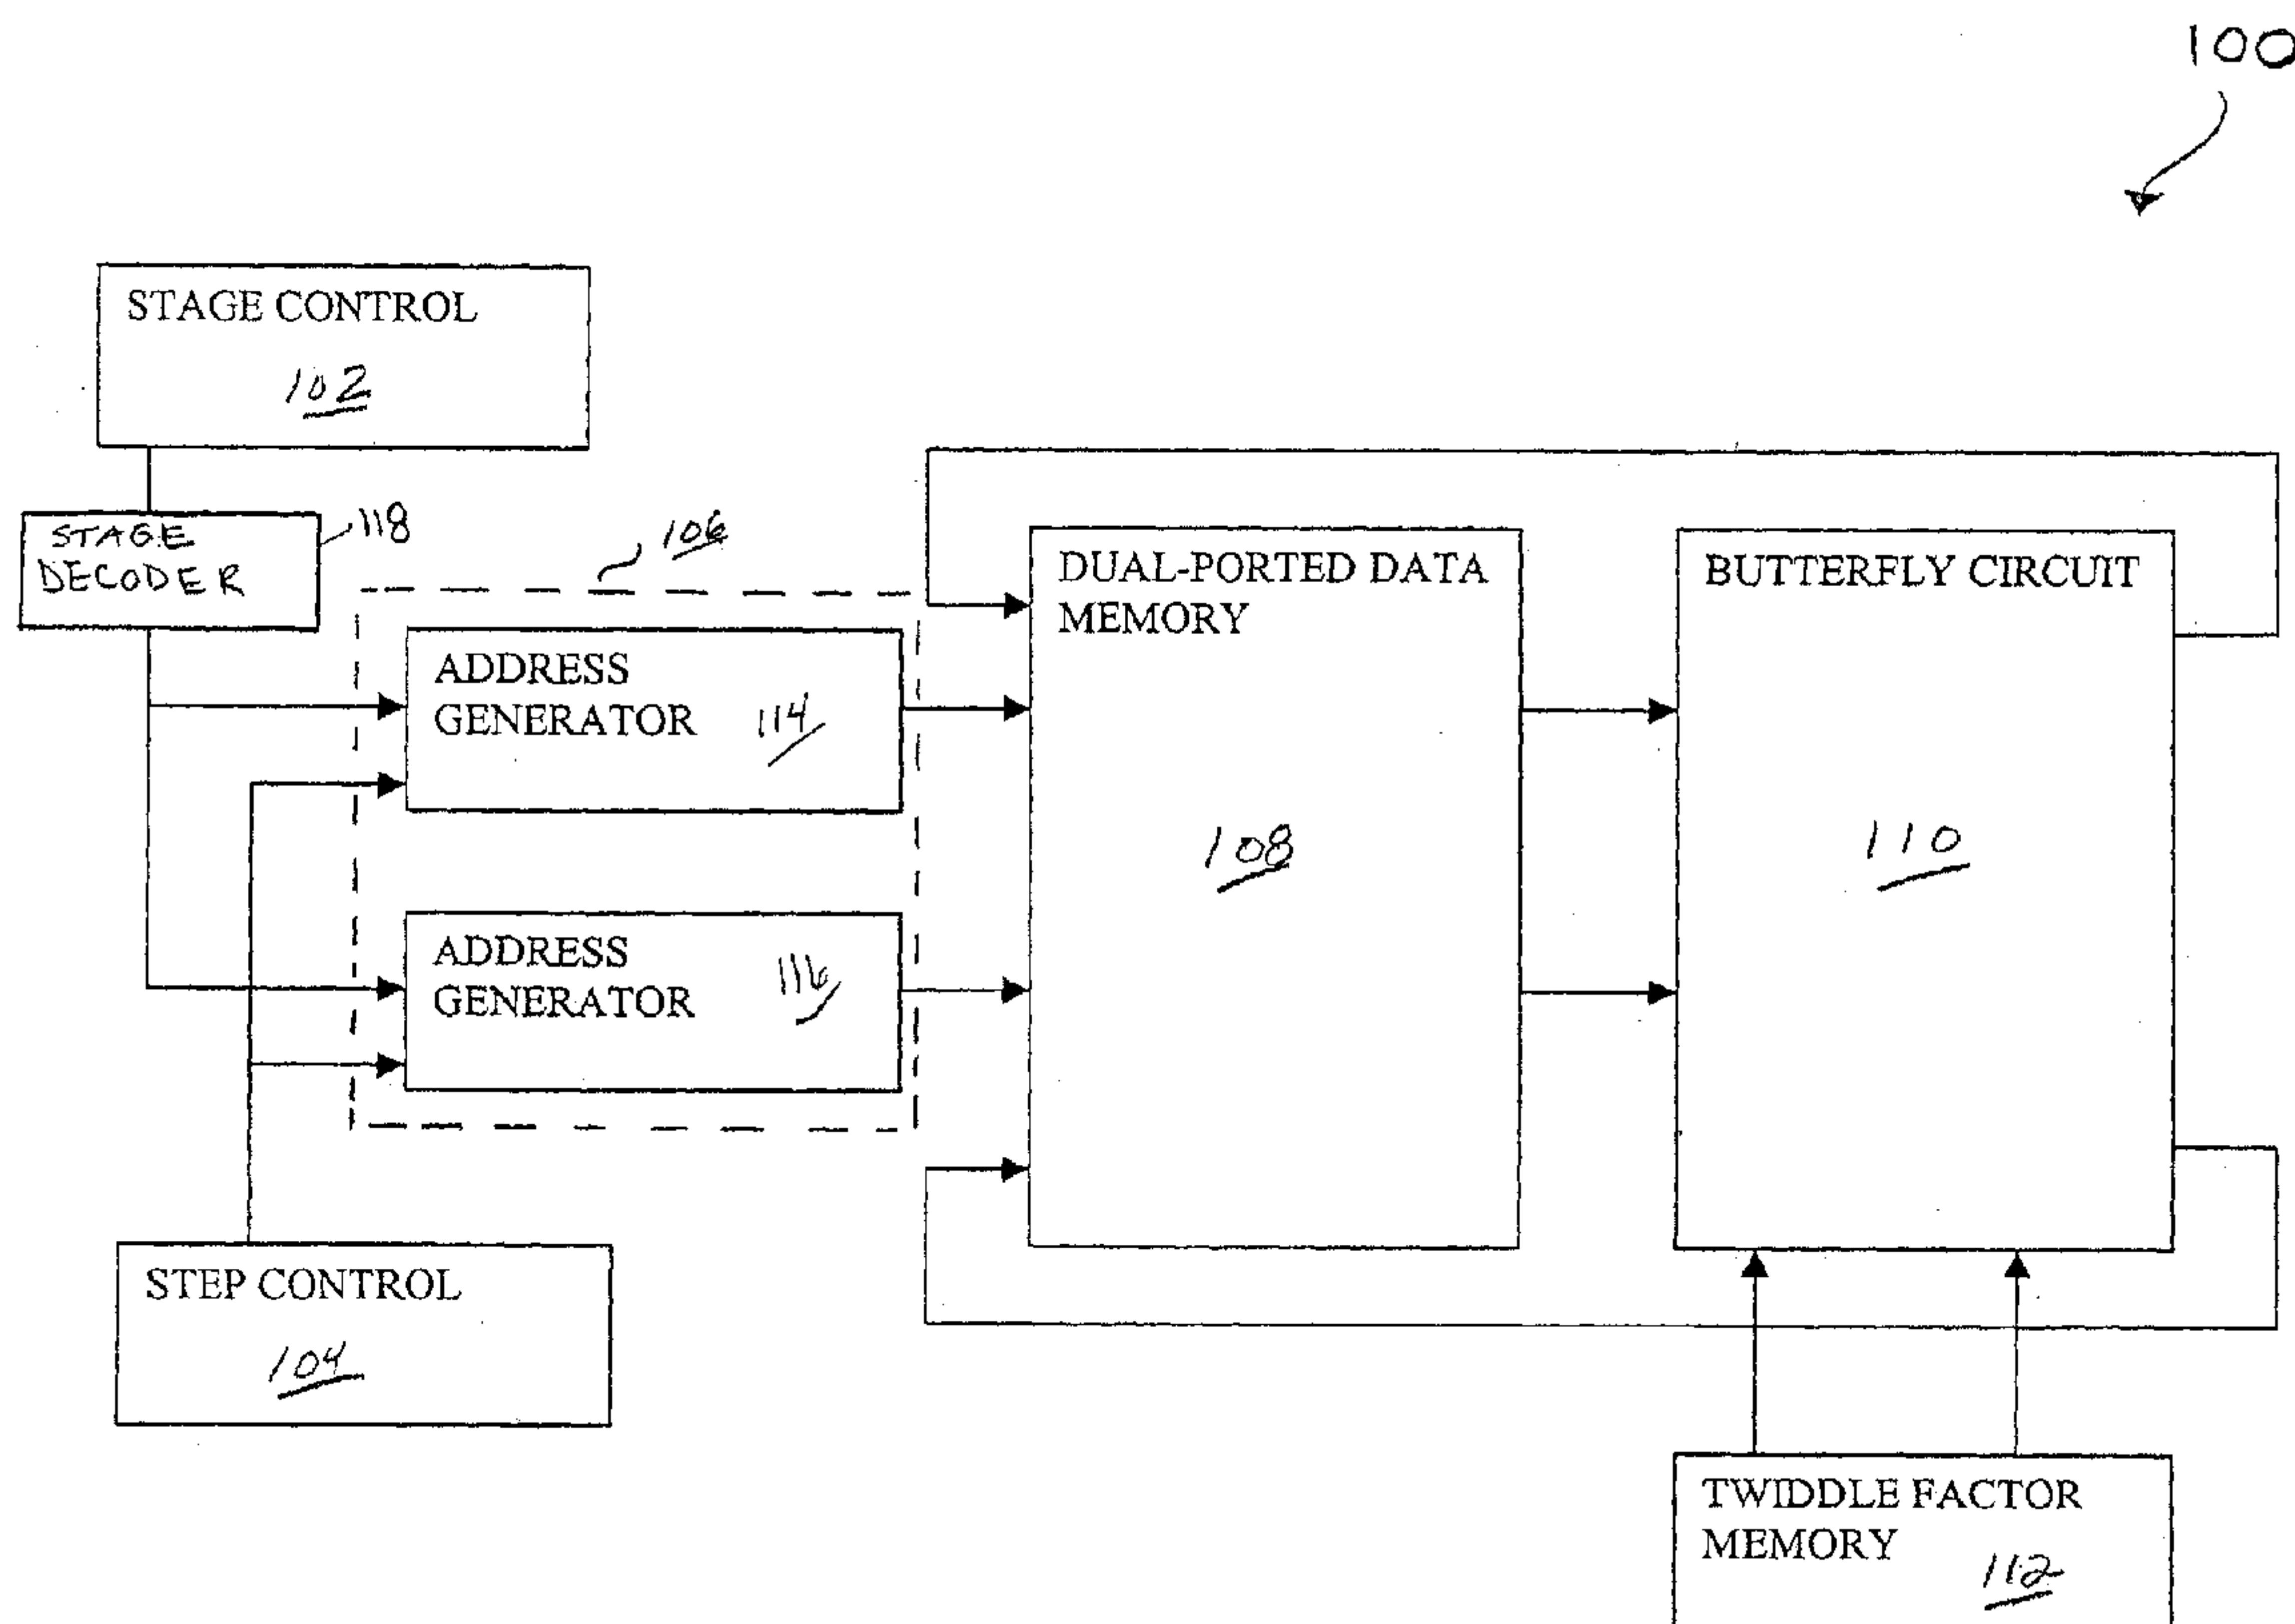 100
STAGE CONTROL
102
STAGE
DECODER
118
106
ADDRESS
GENERATOR 114
ADDRESS
GENERATOR 116
STEP CONTROL
104
DUAL-PORTED DATA
MEMORY
108
BUTTERFLY CIRCUIT
110
TWIDDLE FACTOR
MEMORY
112